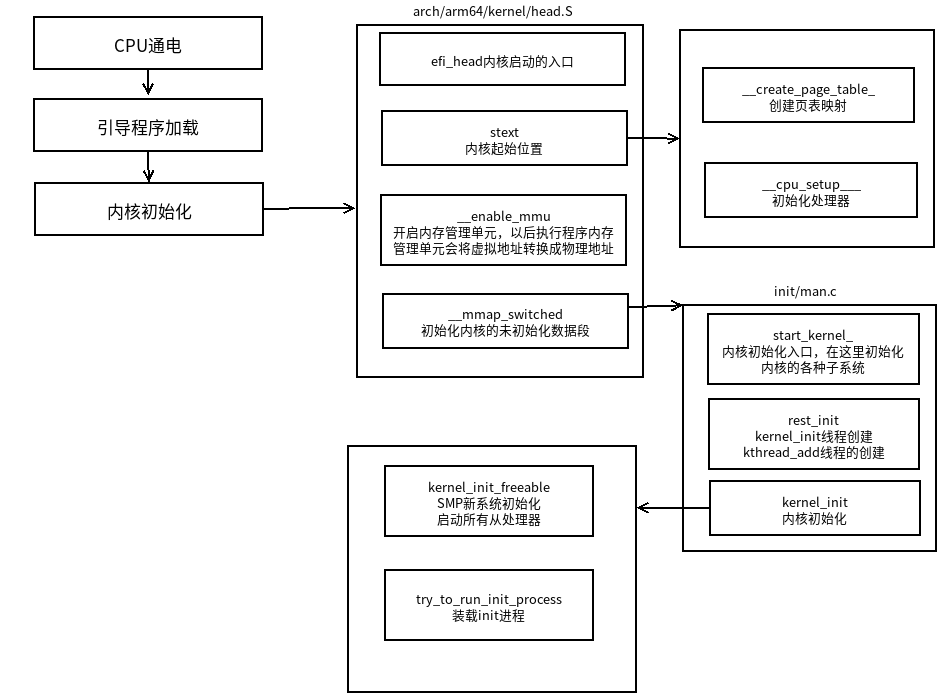 CPU通电
引导程序加载
内核初始化
arch/arm64/kernel/head.S
efi_head内核启动的入口
stext
内核起始位置
__enable_mmu
开启内存管理单元，以后执行程序内存
管理单元会将虚拟地址转换成物理地址
__mmap_switched
初始化内核的未初始化数据段
__create_page_table_
创建页表映射
__cpu_setup___
初始化处理器
init/man.c
start_kernel_
内核初始化入口，在这里初始化
内核的各种子系统
rest_init
kernel_init线程创建
kthread_add线程的创建
kernel_init
内核初始化
kernel_init_freeable
SMP新系统初始化
启动所有从处理器
try_to_run_init_process
装载init进程